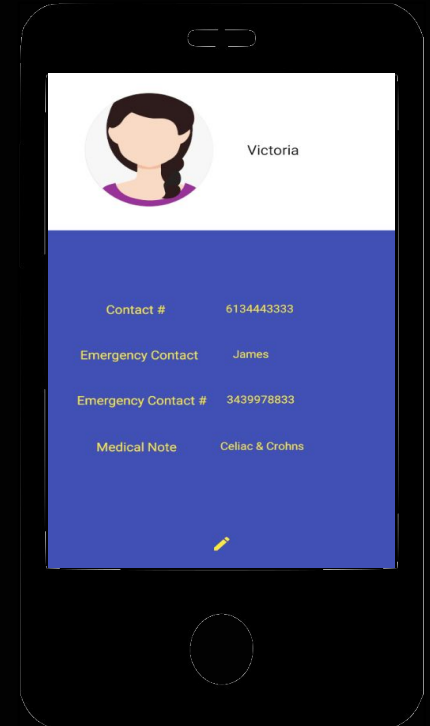 Victoria
Contact # 6134443333
Emergency Contact James
Emergency Contact # 3439978833
Medical Note Celiac & Crohns